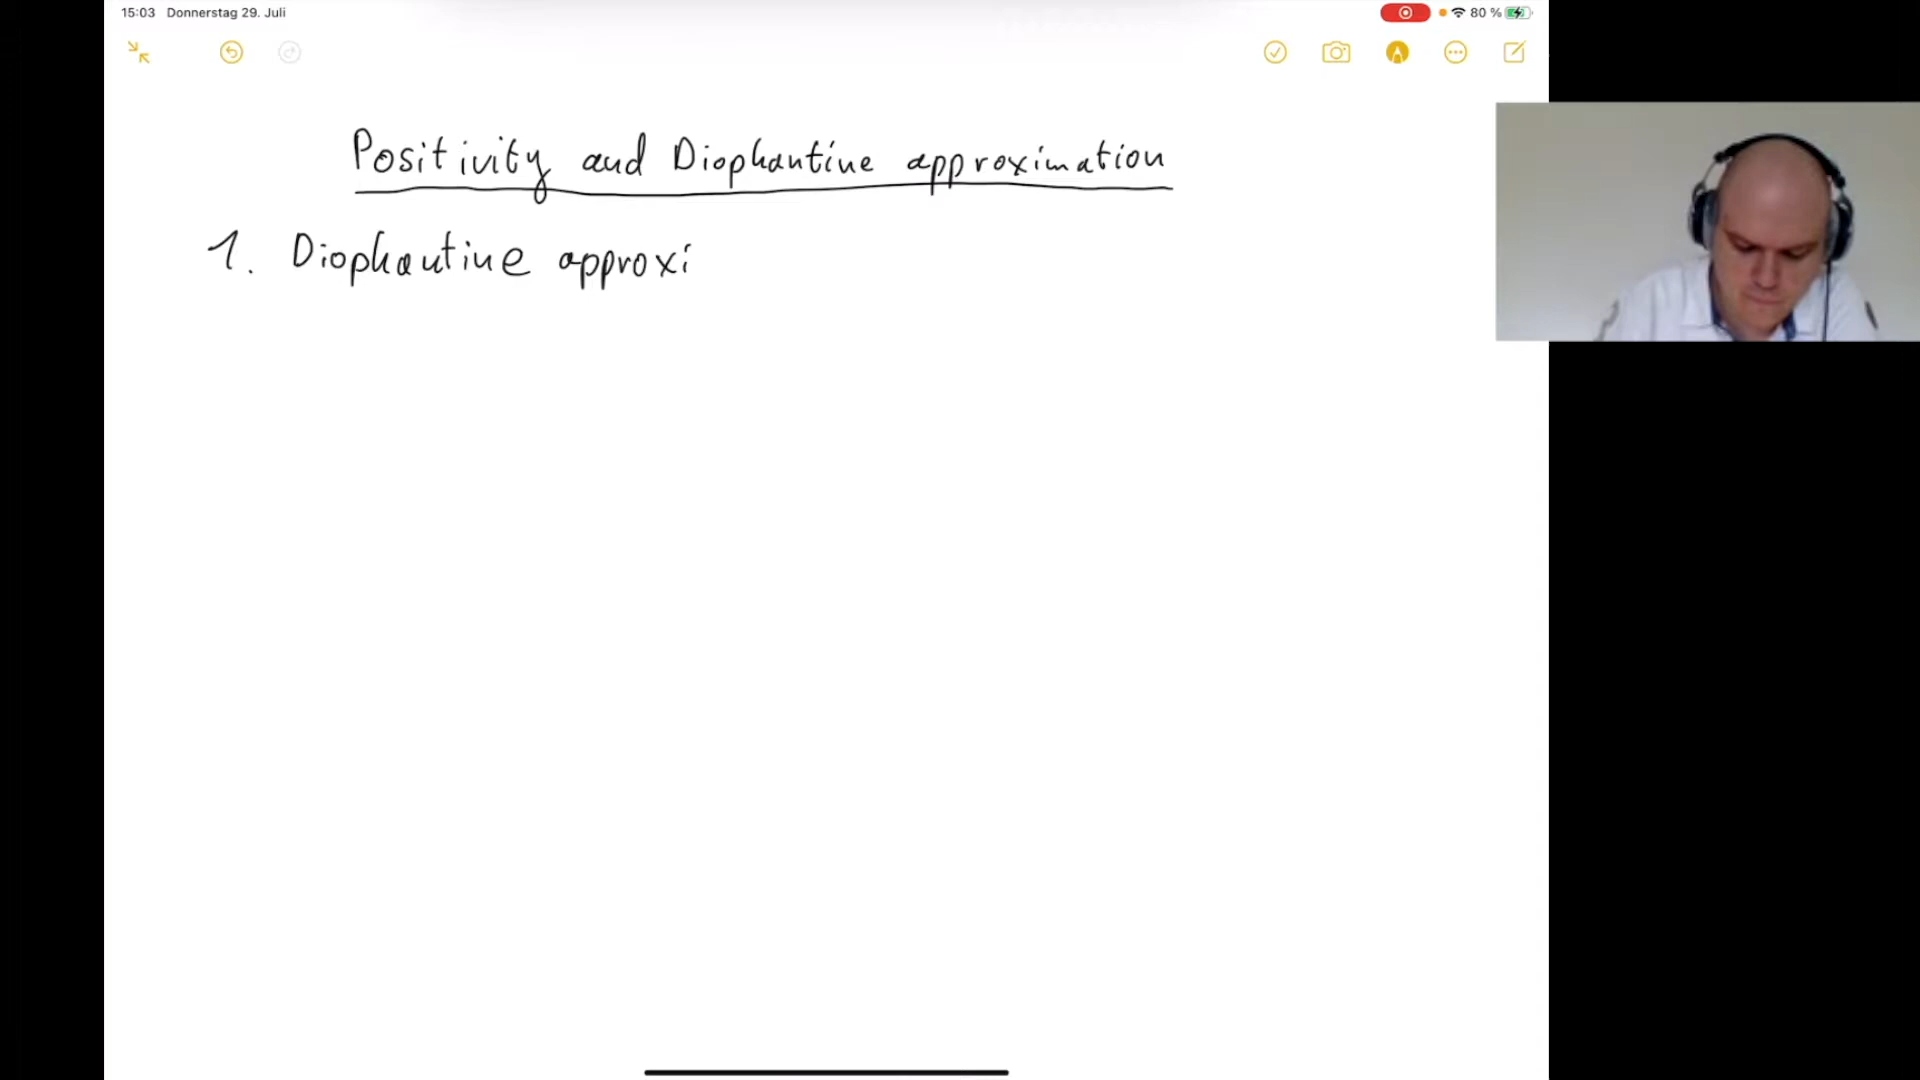 15:03 Donnerstag 29. Juli 80 %
Positivity and Diophantine approximation
1. Diophantine approxi